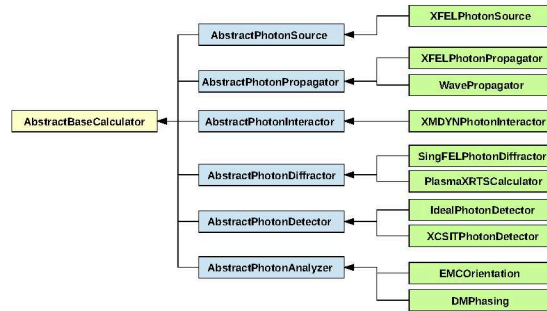 XFELPhotonSource
AbstractPhotonSource
XFELPhotonPropagator
AbstractPhotonPropagator
WavePropagator
AbstractBaseCalculator
AbstractPhotonInteractor
XMDYNPhotonInteractor
SingFELPhotonDiffractor
AbstractPhotonDiffractor
PlasmaXRTSCalculator
IdealPhotonDetector
AbstractPhotonDetector
XCSITPhotonDetector
AbstractPhotonAnalyzer
EMCOrientation
DMPhasing